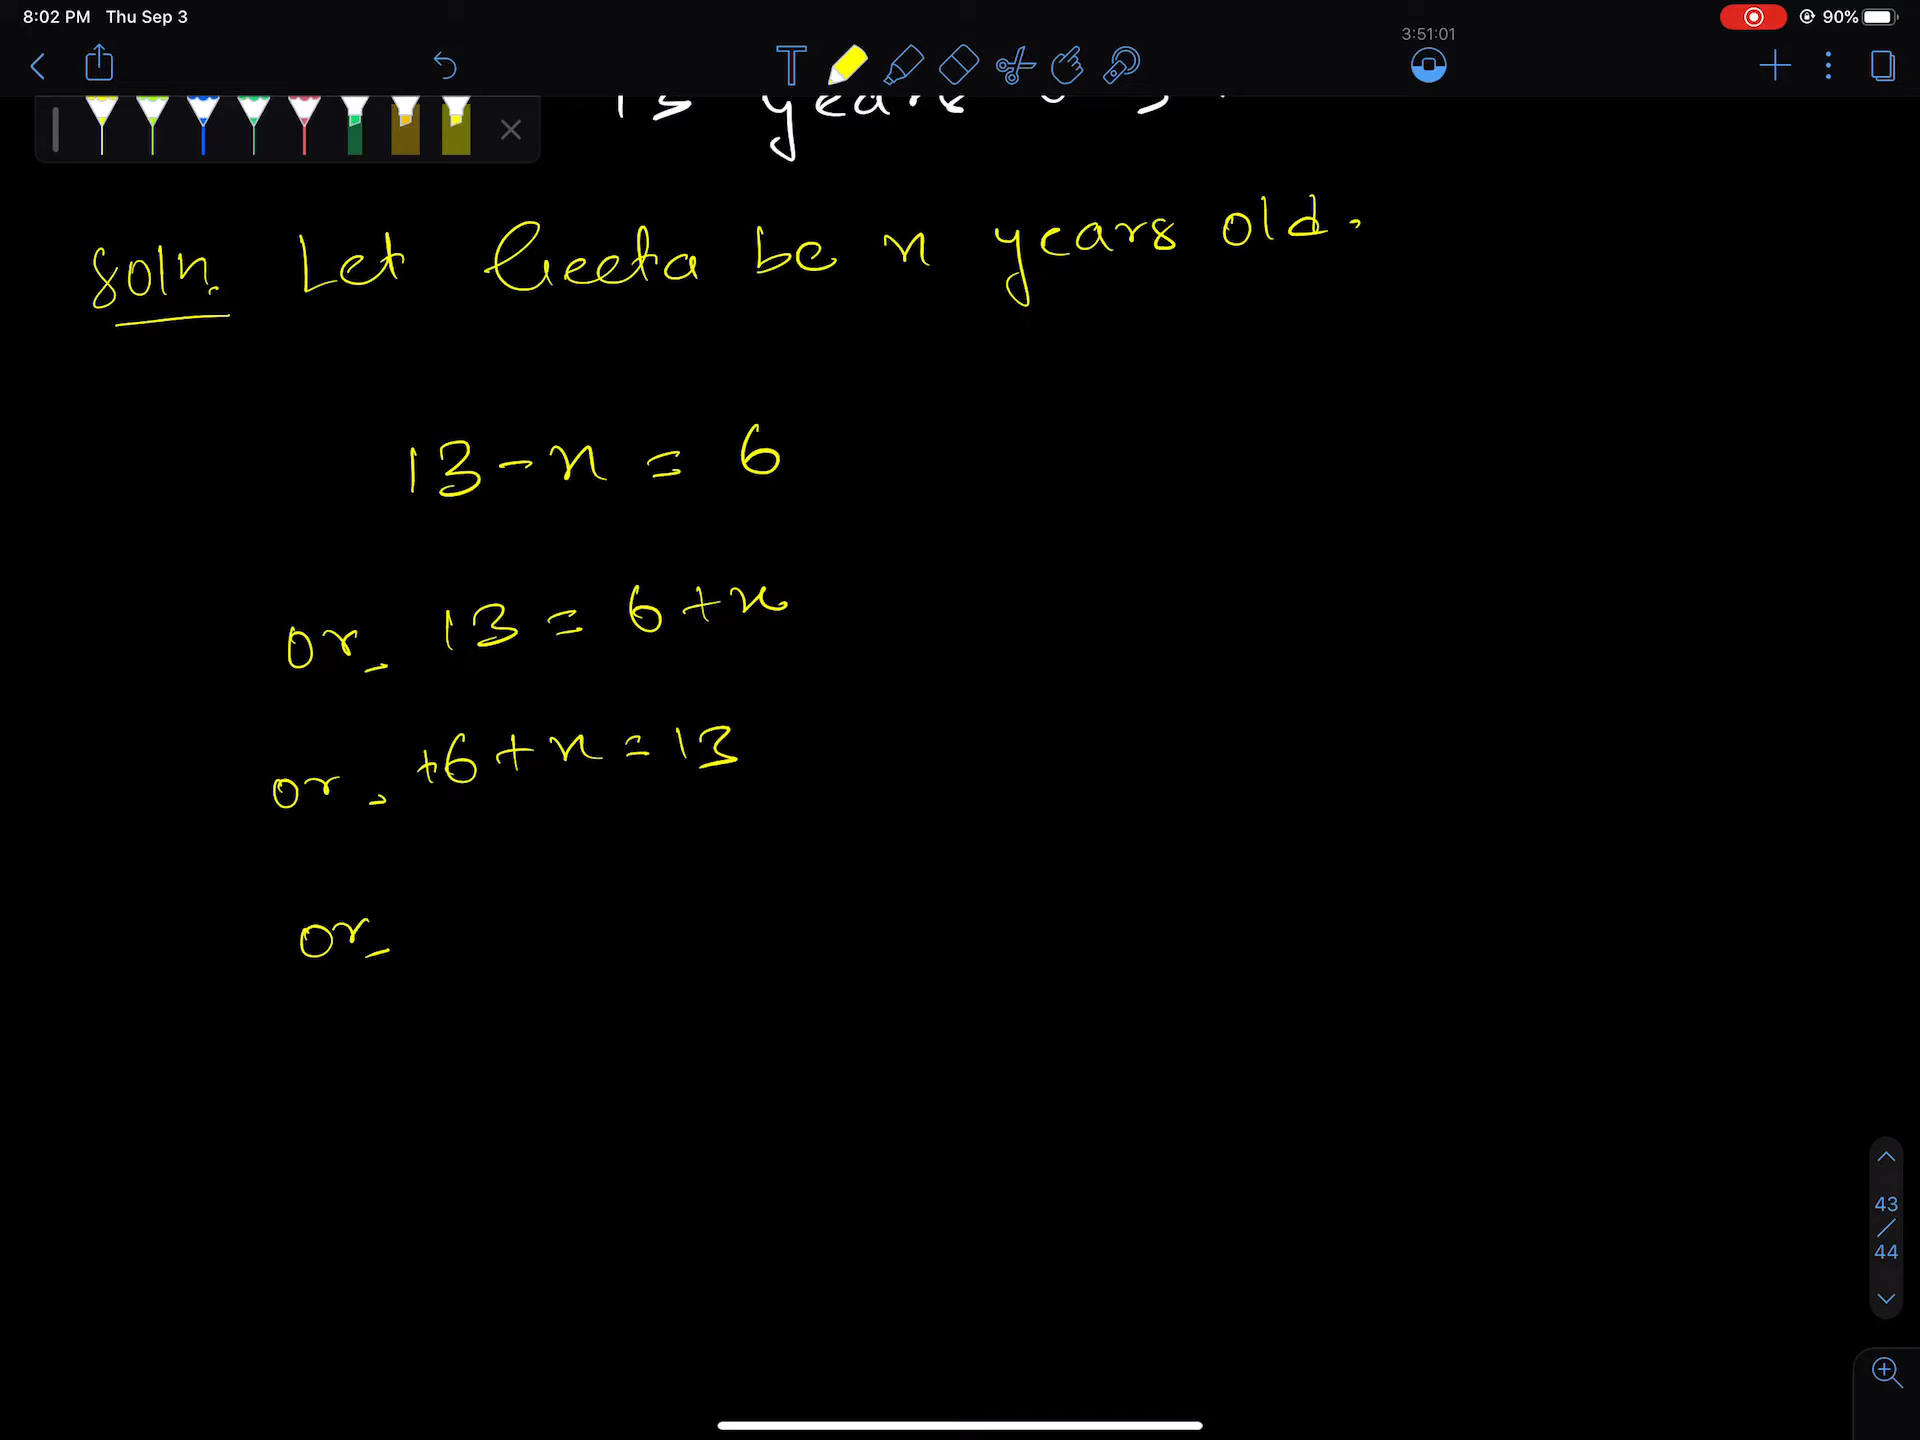 8:02 PM Thu Sep 3
90%
3:51:01
T
years
Soln. Let Geeta be x years old.
13 - x = 6
or, 13 = 6 + x
or, +6 + x = 13
or,
43
/
44